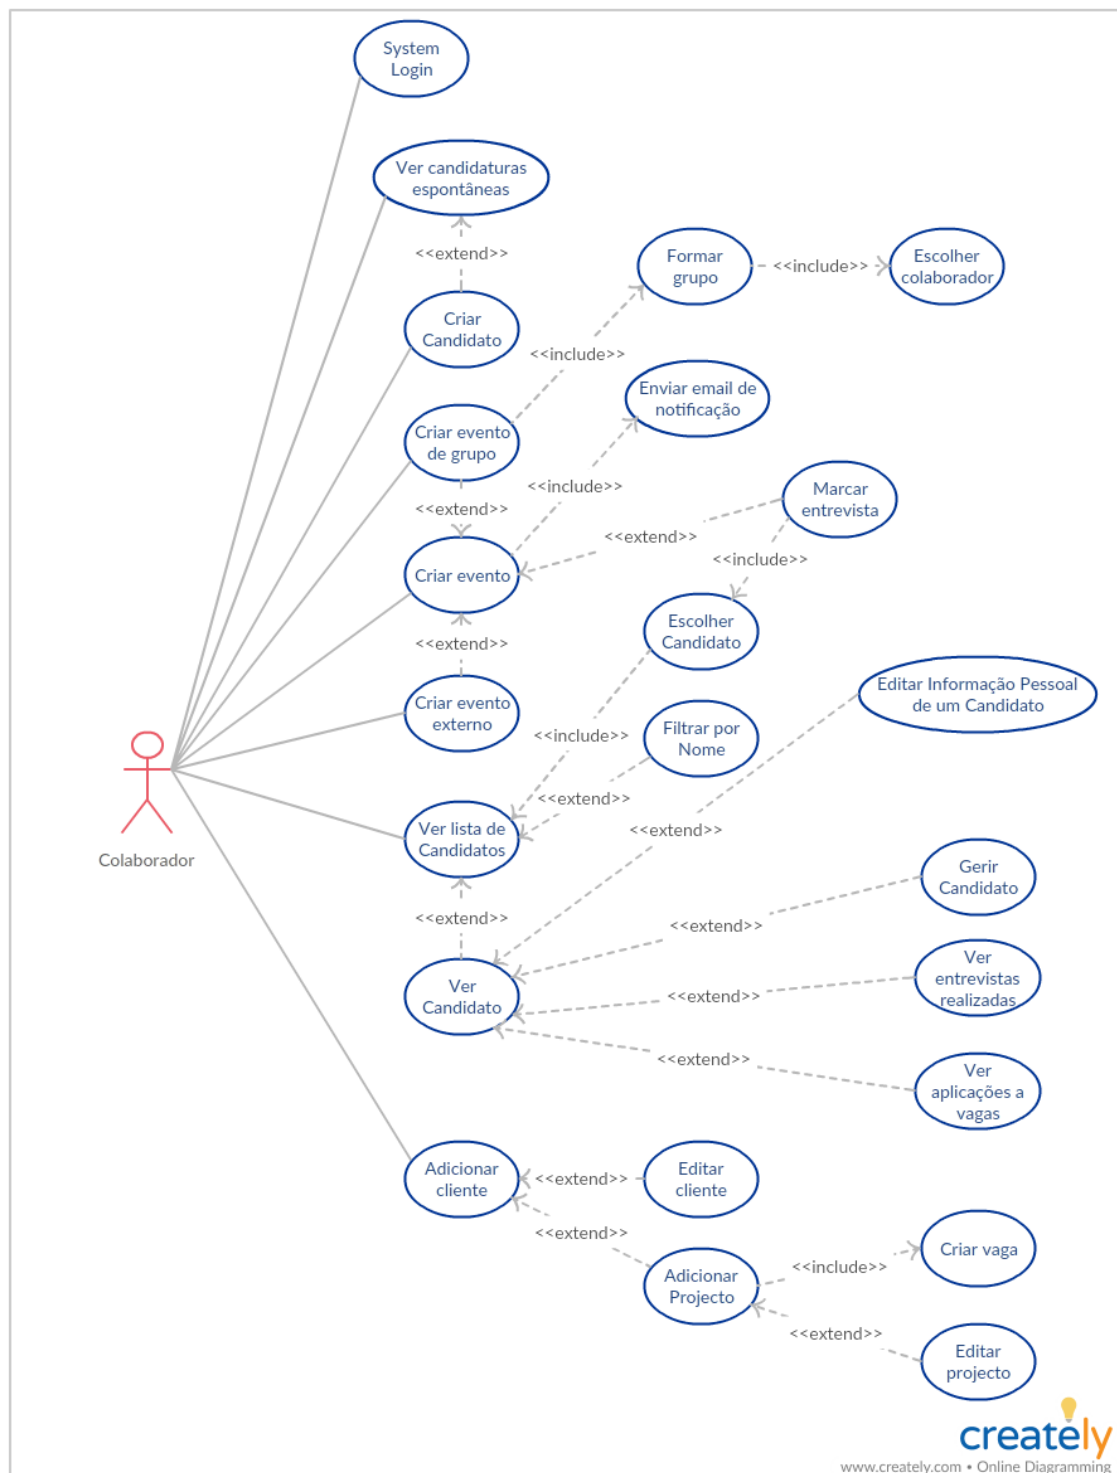 System
Login
Ver candidaturas
espontâneas
<<extend>>
Formar
grupo
<<include>>
Escolher
colaborador
Criar
Candidato
<<include>>
Enviar email de
notificação
Criar evento
de grupo
<<include>>
Marcar
entrevista
<<extend>>
<<extend>>
<<include>>
Criar evento
Escolher
Candidato
<<extend>>
Editar Informação Pessoal
de um Candidato
Criar evento
externo
Filtrar por
Nome
<<include>>
<<extend>>
<<extend>>
Ver lista de
Candidatos
Colaborador
Gerir
Candidato
<<extend>>
<<extend>>
Ver
entrevistas
realizadas
Ver
Candidato
<<extend>>
<<extend>>
Ver
aplicações a
vagas
Adicionar
cliente
<<extend>>
Editar
cliente
<<extend>>
Criar vaga
<<include>>
Adicionar
Projecto
<<extend>>
Editar
projecto
creately
www.creately.com • Online Diagramming